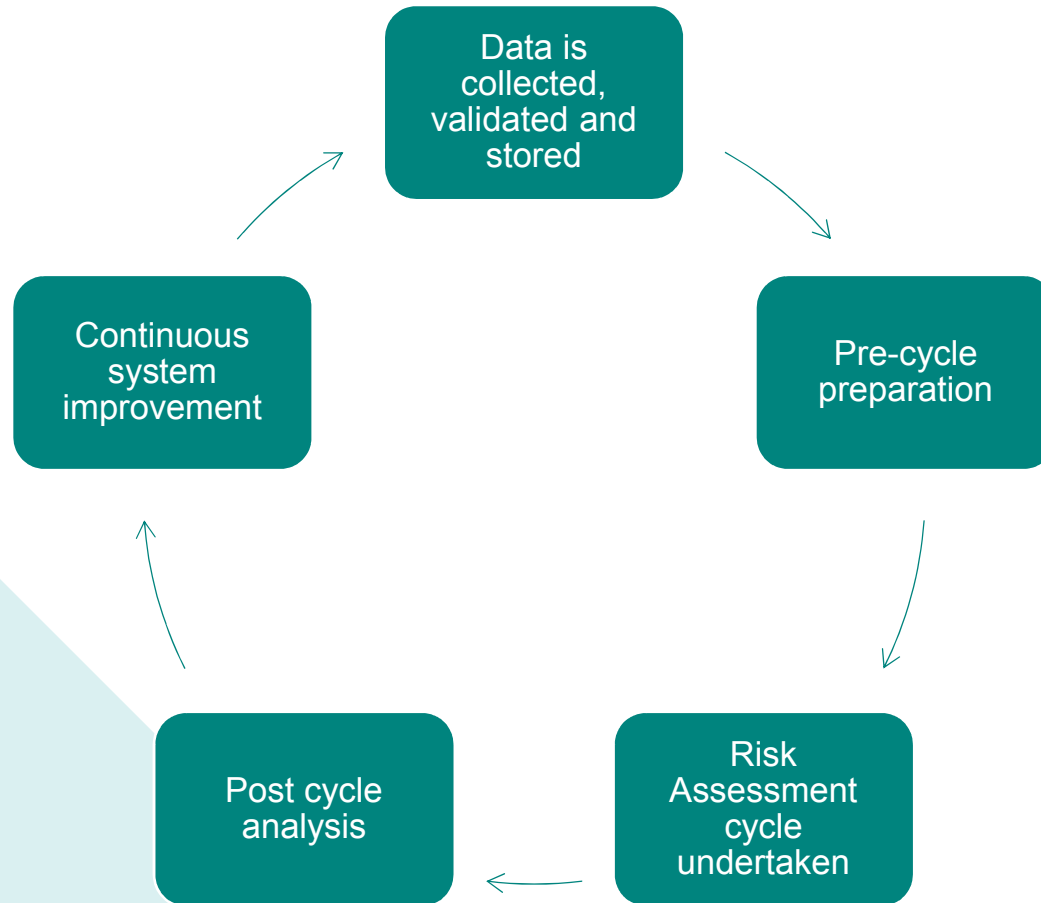 Data is
collected,
validated and
stored
Pre-cycle
preparation
Risk
Assessment
cycle
undertaken
Post cycle
analysis
Continuous
system
improvement